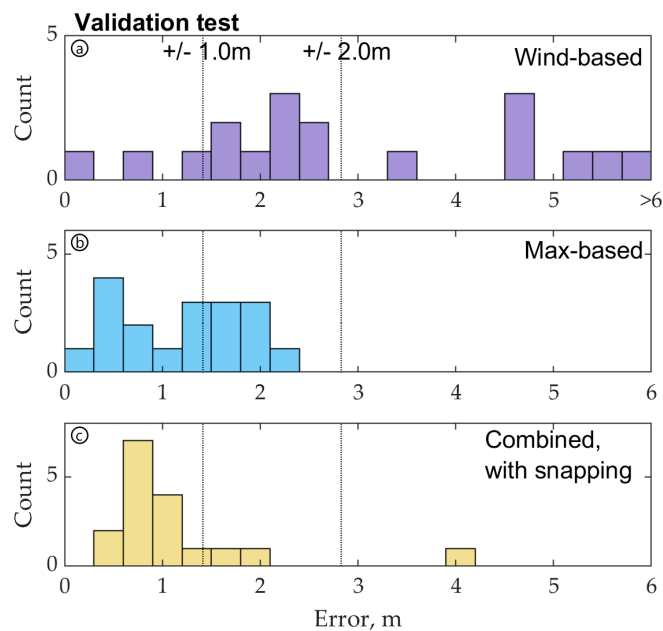 Validation test
5
ⓐ
+/- 1.0m
+/- 2.0m
Wind-based
Count
0
0 1 2 3 4 5 >6
5
ⓑ
Max-based
Count
0
0 1 2 3 4 5 6
ⓒ
Combined,
with snapping
5
Count
0
0 1 2 3 4 5 6
Error, m